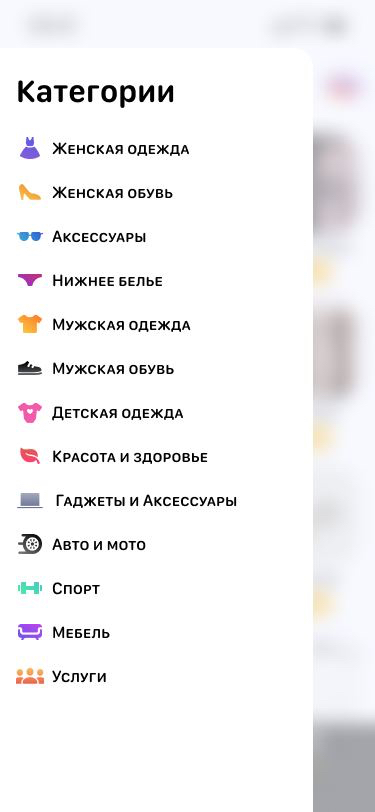 Категории
Женская одежда
Женская обувь
Аксессуары
Нижнее белье
Мужская одежда
Мужская обувь
Детская одежда
Красота и здоровье
Гаджеты и Аксессуары
Авто и мото
Спорт
Мебель
Услуги